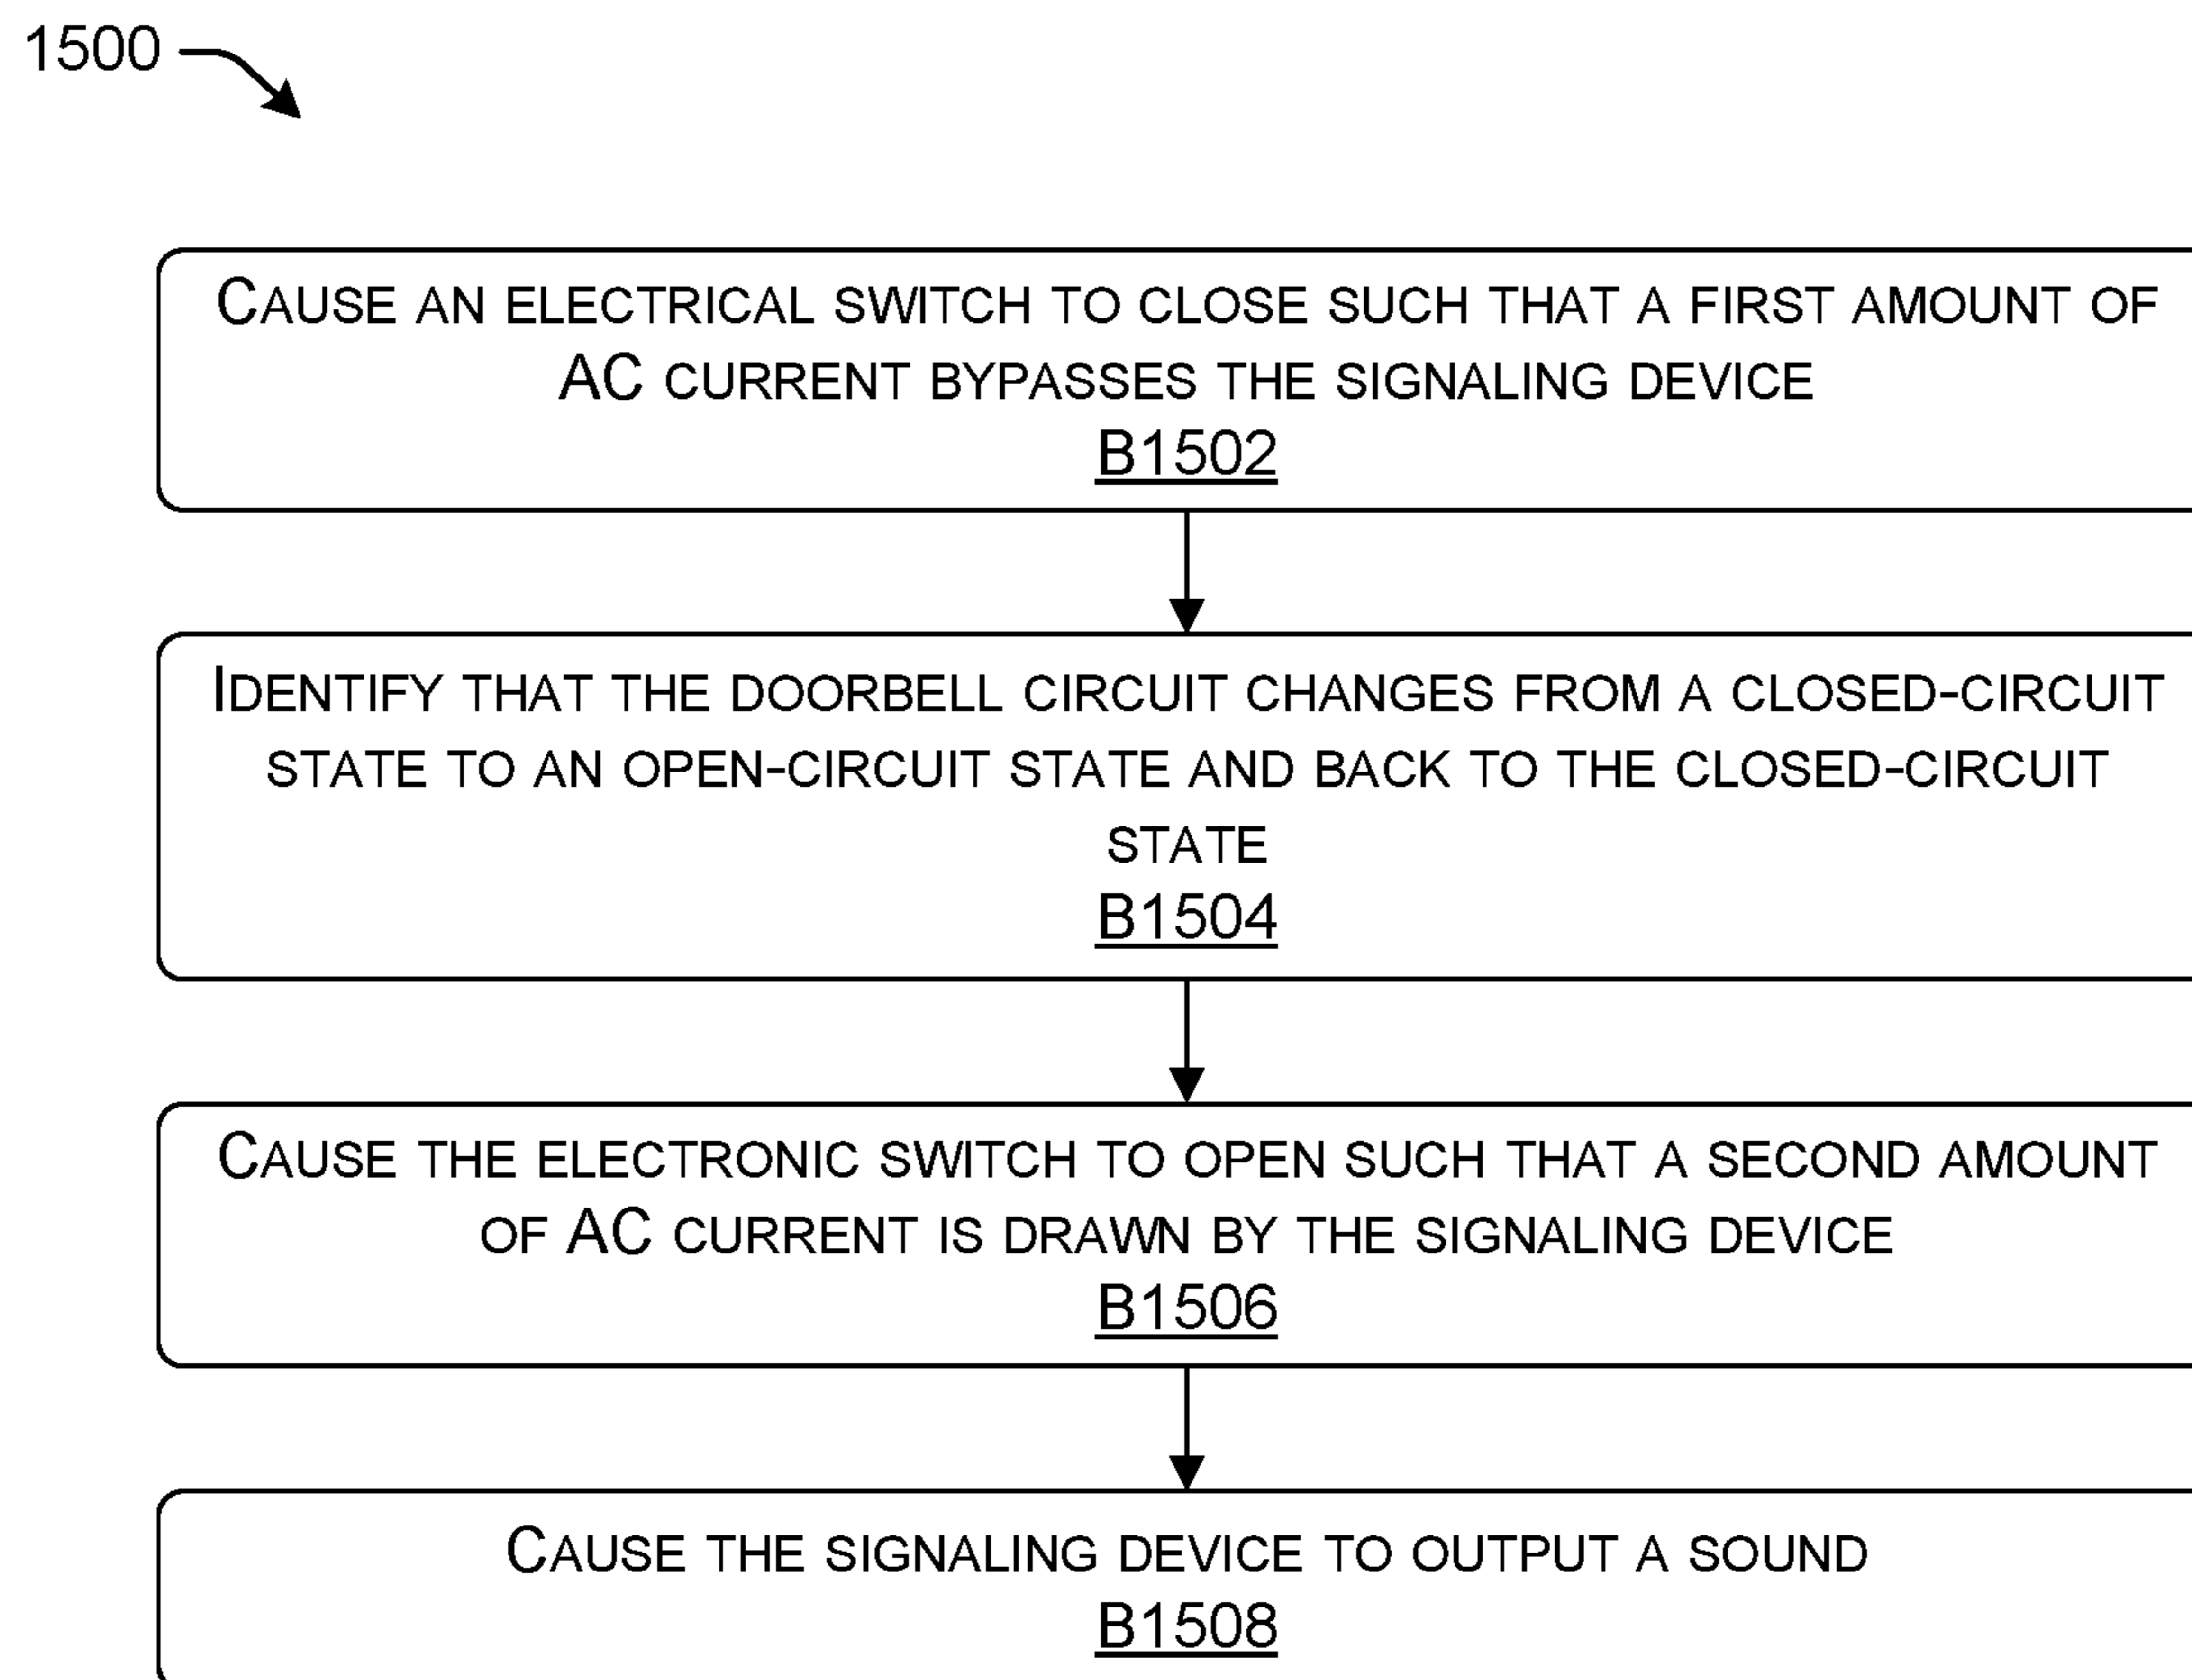 1500
CAUSE AN ELECTRICAL SWITCH TO CLOSE SUCH THAT A FIRST AMOUNT OF
AC CURRENT BYPASSES THE SIGNALING DEVICE
B1502
IDENTIFY THAT THE DOORBELL CIRCUIT CHANGES FROM A CLOSED-CIRCUIT
STATE TO AN OPEN-CIRCUIT STATE AND BACK TO THE CLOSED-CIRCUIT
STATE
B1504
CAUSE THE ELECTRONIC SWITCH TO OPEN SUCH THAT A SECOND AMOUNT
OF AC CURRENT IS DRAWN BY THE SIGNALING DEVICE
B1506
CAUSE THE SIGNALING DEVICE TO OUTPUT A SOUND
B1508